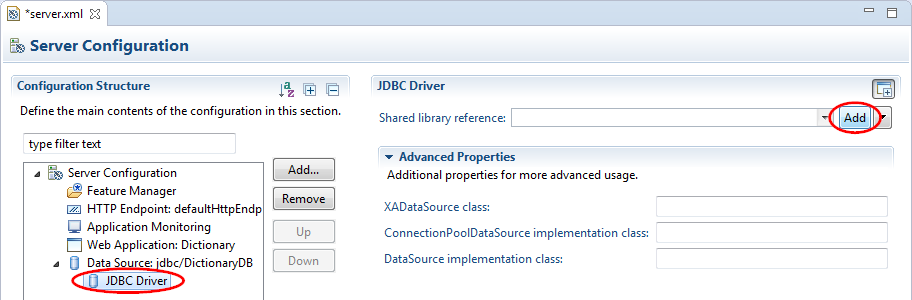 *server.xml
Server Configuration
Configuration Structure
Define the main contents of the configuration in this section.
type filter text
Server Configuration
Feature Manager
HTTP Endpoint: defaultHttpEndp
Application Monitoring
Web Application: Dictionary
Data Source: jdbc/DictionaryDB
JDBC Driver
Add...
Remove
Up
Down
JDBC Driver
Shared library reference:
Add
Advanced Properties
Additional properties for more advanced usage.
XADataSource class:
ConnectionPoolDataSource implementation class:
DataSource implementation class: